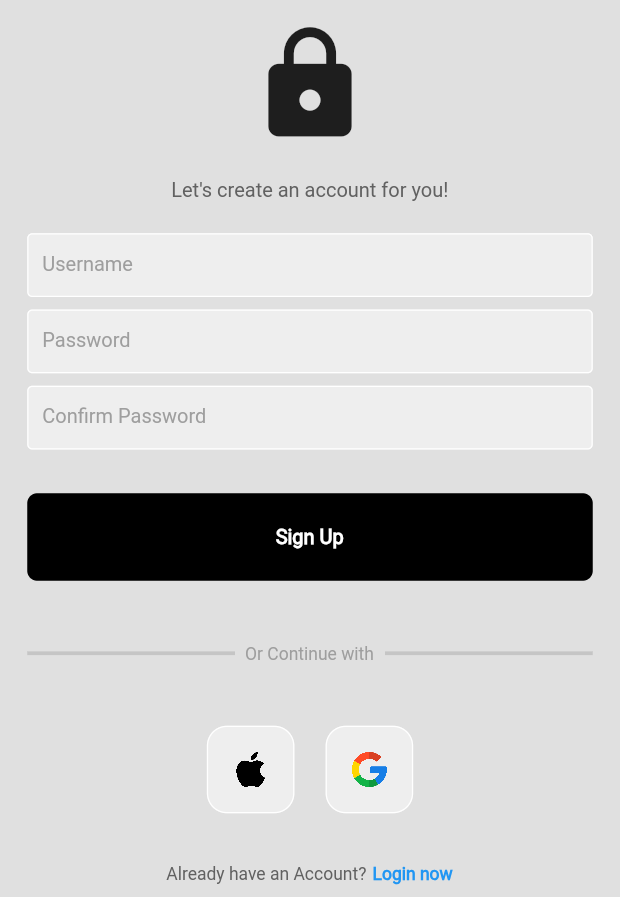 Let's create an account for you!
Username
Password
Confirm Password
Sign Up
Or Continue with
Already have an Account? Login now